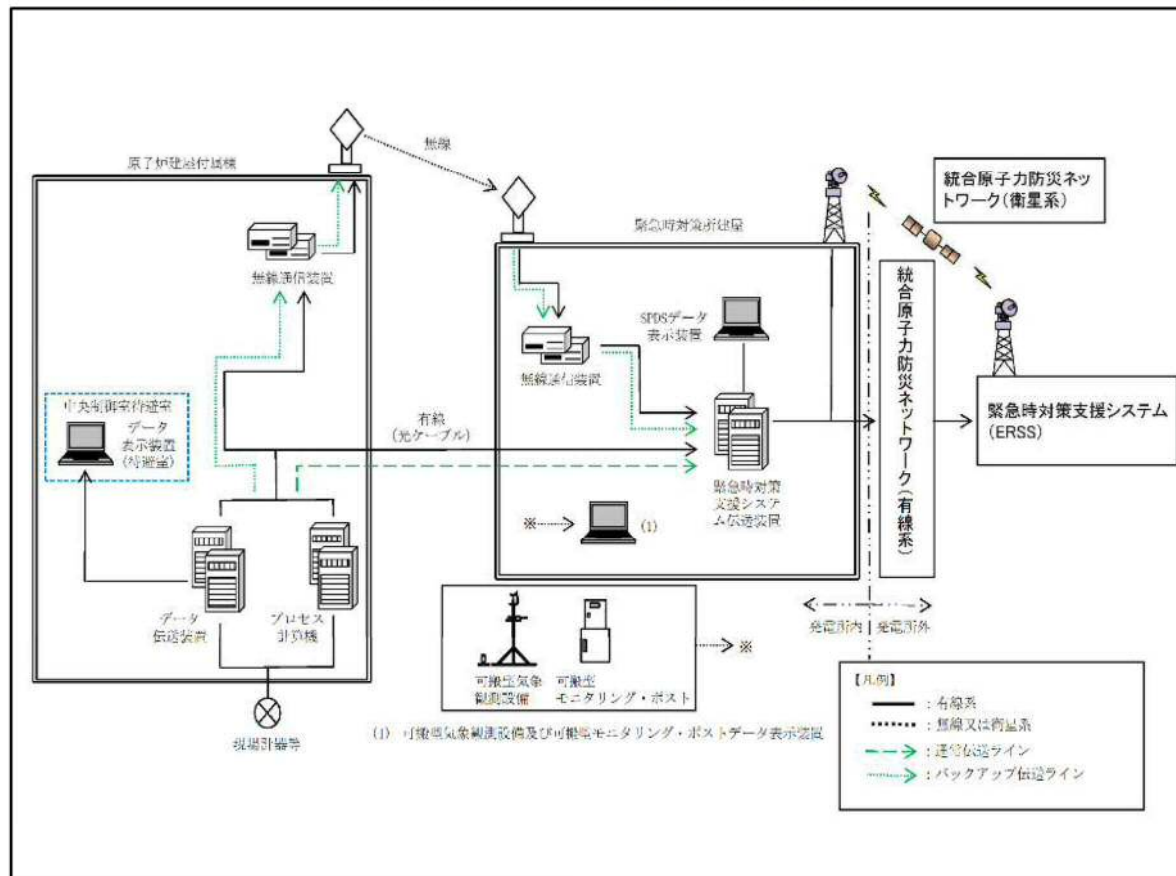 無線
原子炉建屋付属棟
無線通信装置
中央制御室待避室
データ
表示装置
(待避室)
データ
伝送装置
プロセス
計算機
現場計器等
有線
(光ケーブル)
緊急時対策所建屋
無線通信装置
SPDSデータ
表示装置
緊急時対策
支援システ
ム伝送装置
※
(1)
可搬型気象
観測設備
可搬型
モニタリング・ポスト
※
(1) 可搬型気象観測設備及び可搬型モニタリング・ポストデータ表示装置
統合原子力防災ネッ
トワーク(衛星系)
統合原子力防災ネットワーク(有線系)
緊急時対策支援システム
(ERSS)
発電所内
発電所外
【凡例】
:有線系
:無線又は衛星系
:通常伝送ライン
:バックアップ伝送ライン